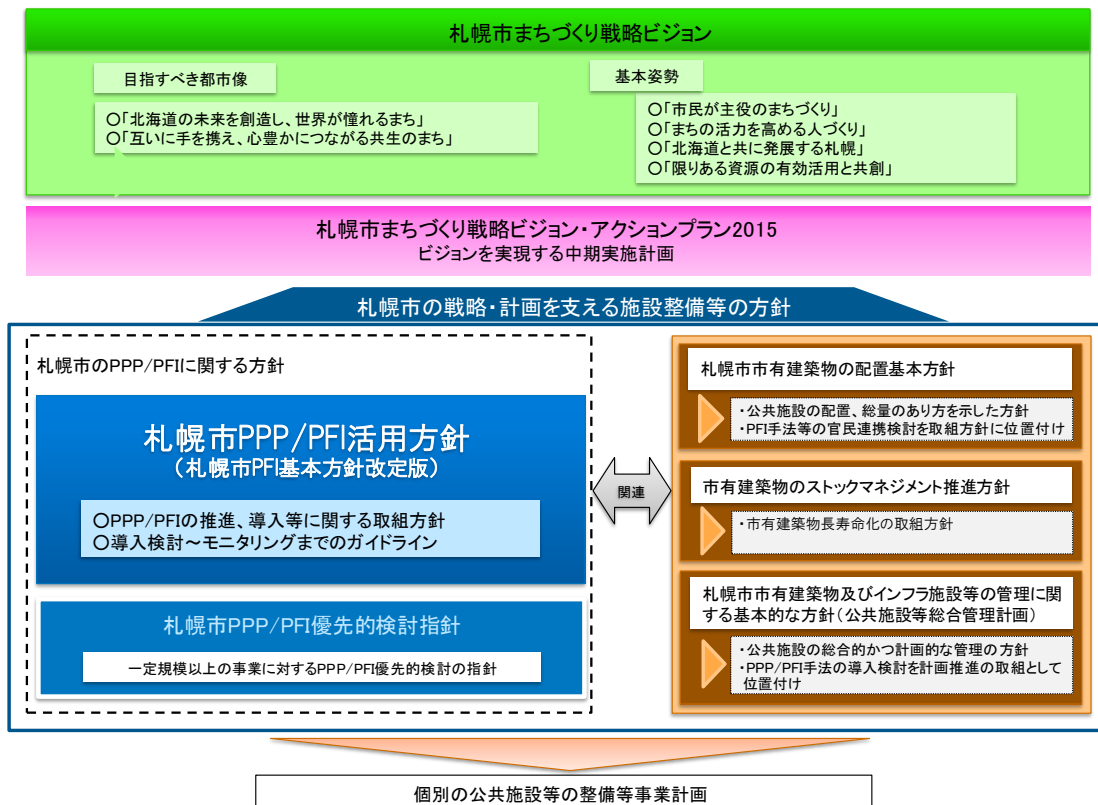 札幌市まちづくり戦略ビジョン
目指すべき都市像
○「北海道の未来を創造し、世界が憧れるまち」
○「互いに手を携え、心豊かにつながる共生のまち」
基本姿勢
○「市民が主役のまちづくり」
○「まちの活力を高める人づくり」
○「北海道と共に発展する札幌」
○「限りある資源の有効活用と共創」
札幌市まちづくり戦略ビジョン・アクションプラン2015
ビジョンを実現する中期実施計画
札幌市の戦略・計画を支える施設整備等の方針
札幌市のPPP/PFIに関する方針
札幌市PPP/PFI活用方針
（札幌市PFI基本方針改定版）
○PPP/PFIの推進、導入等に関する取組方針
○導入検討～モニタリングまでのガイドライン
札幌市PPP/PFI優先的検討指針
一定規模以上の事業に対するPPP/PFI優先的検討の指針
関連
札幌市市有建築物の配置基本方針
・公共施設の配置、総量のあり方を示した方針
・PFI手法等の官民連携検討を取組方針に位置付け
市有建築物のストックマネジメント推進方針
・市有建築物長寿命化の取組方針
札幌市市有建築物及びインフラ施設等の管理に関
する基本的な方針（公共施設等総合管理計画）
・公共施設の総合的かつ計画的な管理の方針
・PPP/PFI手法の導入検討を計画推進の取組として
位置付け
個別の公共施設等の整備等事業計画